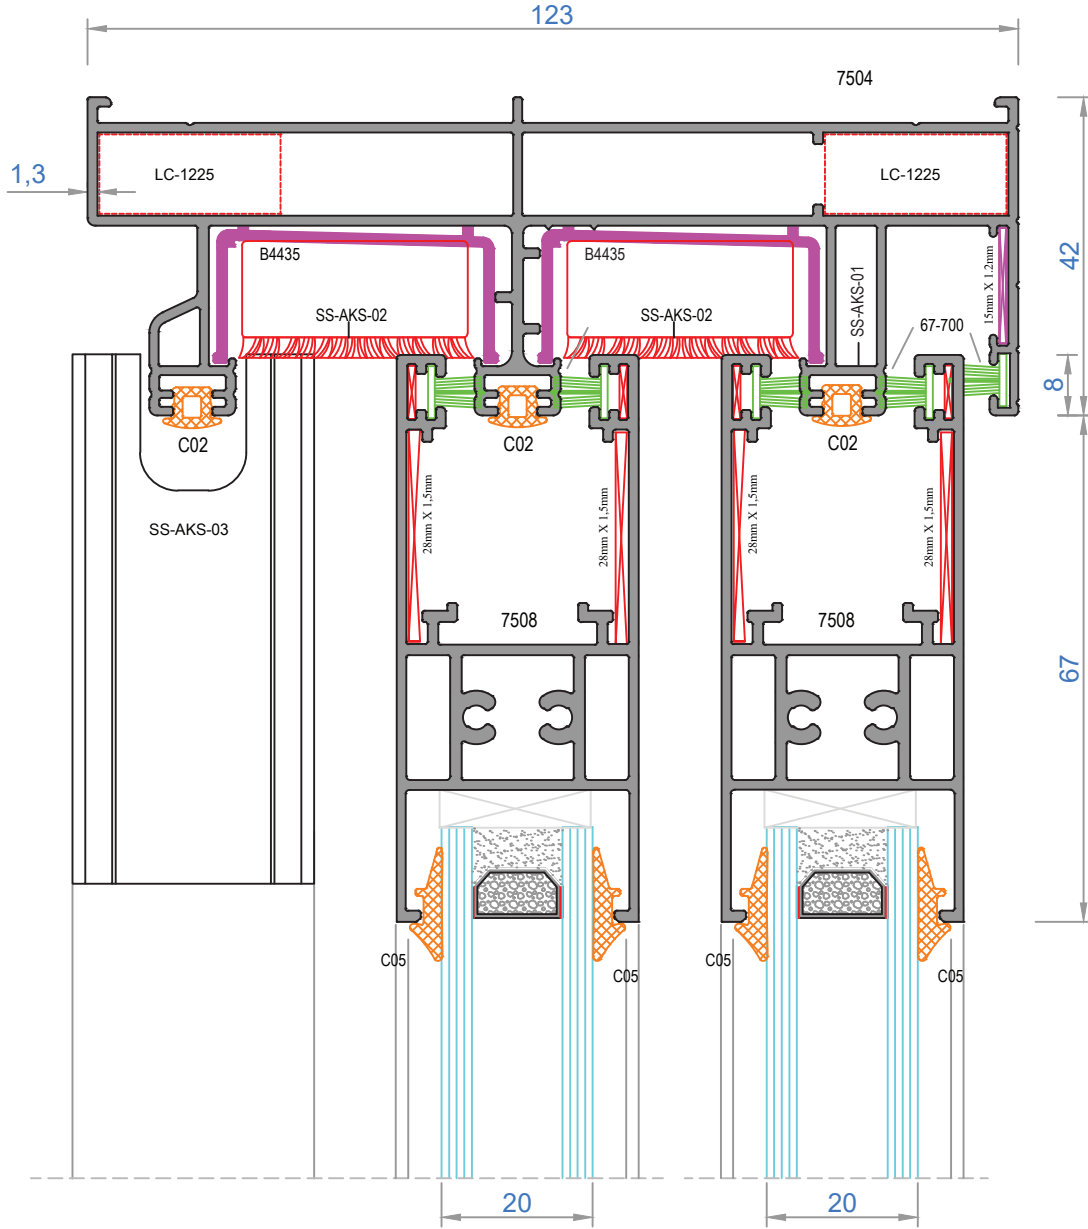 123
7504
1,3
LC-1225
LC-1225
42
B4435
B4435
SS-AKS-02
SS-AKS-02
SS-AKS-01
15mm X 1.2mm
67-700
8
C02
C02
C02
SS-AKS-03
28mm X 1,5mm
28mm X 1,5mm
28mm X 1,5mm
28mm X 1,5mm
7508
7508
67
C05
C05
C05
C05
20
20